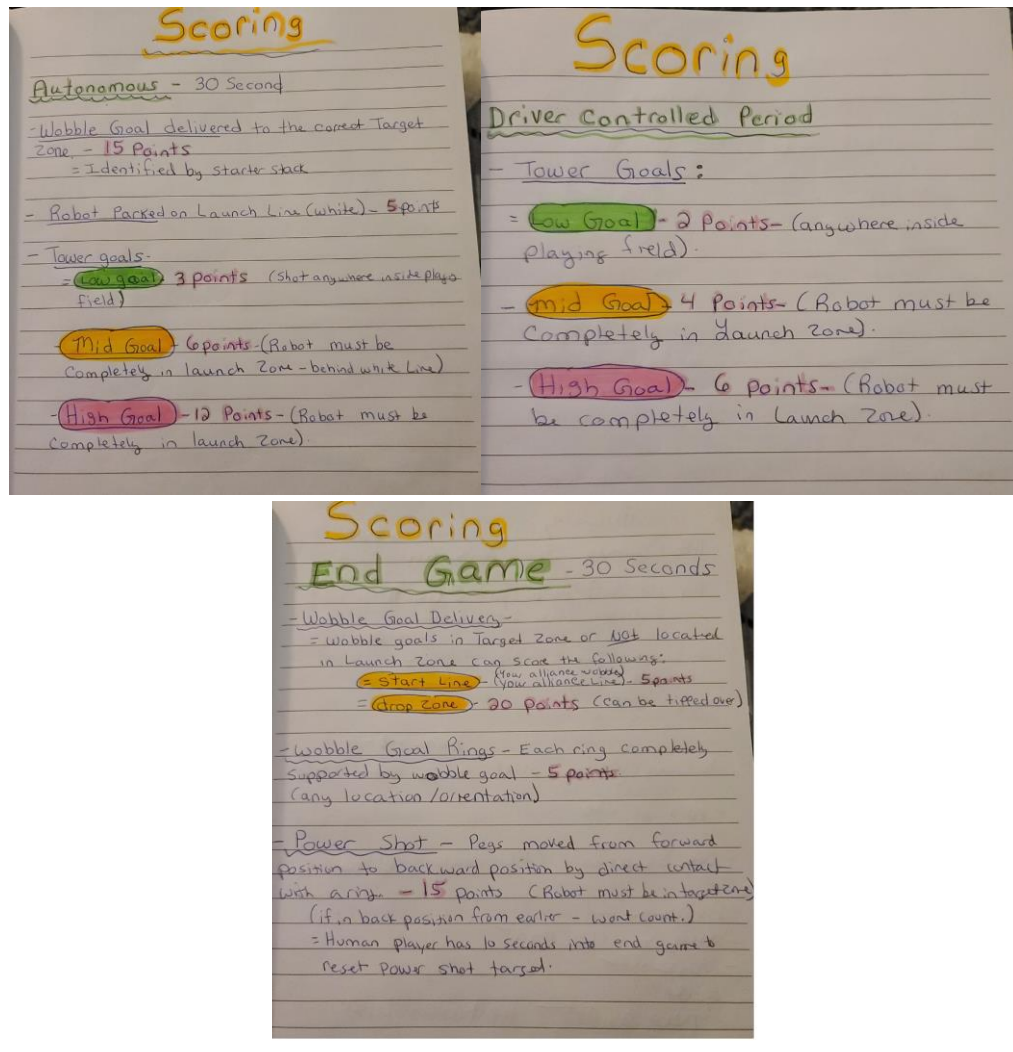 Scoring
Autonomous - 30 Second
- Wobble Goal delivered to the correct Target
Zone - 15 Points
= Identified by starter stack
- Robot Parked on Launch Line (white) - 5 points
- Tower goals -
= Low goal - 3 points (shot anywhere inside play
field)
- Mid Goal - 6 points - (Robot must be
Completely in launch Zone - behind white Line)
- High Goal - 12 Points - (Robot must be
Completely in launch Zone).
Scoring
Driver Controlled Period
- Tower Goals:
= Low Goal - 2 Points - (anywhere inside
playing field).
- Mid Goal - 4 Points - (Robot must be
Completely in Launch Zone).
- High Goal - 6 points - (Robot must
be completely in Launch Zone).
Scoring
End Game - 30 Seconds
- Wobble Goal Delivery -
= Wobble goals in Target Zone or NOT located
in Launch Zone can score the following:
= Start Line - (Your alliance wobble) (your alliance Line) - 5 points
= drop Zone - 20 points (can be tipped over)
- Wobble Goal Rings - Each ring completely
supported by wobble goal - 5 points
(any location / orientation)
- Power Shot - Pegs moved from forward
position to backward position by direct contact
with a ring - 15 points (Robot must be in target zone)
(if in back position from earlier - wont count.)
= Human player has 10 seconds into end game to
reset Power shot target.